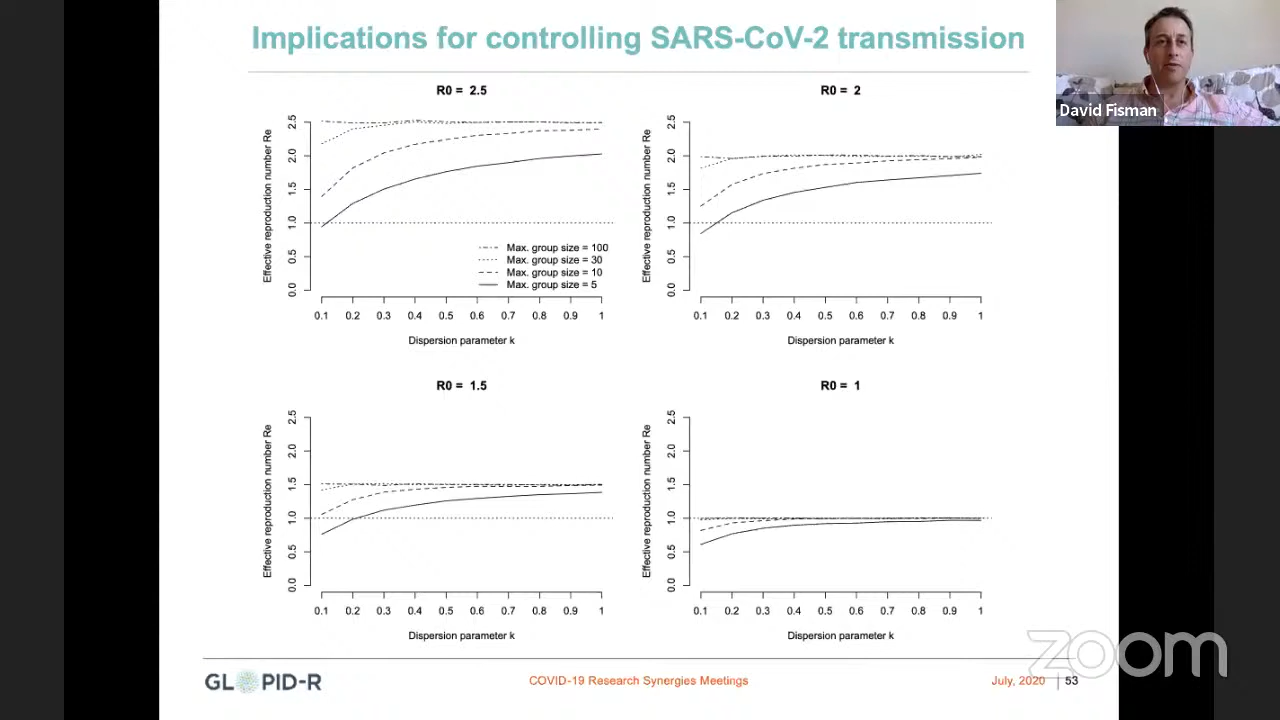 Implications for controlling SARS-CoV-2 transmission
David Fisman
R0 = 2.5
Effective reproduction number Re
0.0 0.5 1.0 1.5 2.0 2.5
Max. group size = 100
Max. group size = 30
Max. group size = 10
Max. group size = 5
0.1 0.2 0.3 0.4 0.5 0.6 0.7 0.8 0.9 1
Dispersion parameter k
R0 = 2
Effective reproduction number Re
0.0 0.5 1.0 1.5 2.0 2.5
0.1 0.2 0.3 0.4 0.5 0.6 0.7 0.8 0.9 1
Dispersion parameter k
R0 = 1.5
Effective reproduction number Re
0.0 0.5 1.0 1.5 2.0 2.5
0.1 0.2 0.3 0.4 0.5 0.6 0.7 0.8 0.9 1
Dispersion parameter k
R0 = 1
Effective reproduction number Re
0.0 0.5 1.0 1.5 2.0 2.5
0.1 0.2 0.3 0.4 0.5 0.6 0.7 0.8 0.9 1
Dispersion parameter k
GLOPID-R
COVID-19 Research Synergies Meetings
July, 2020 53
zoom